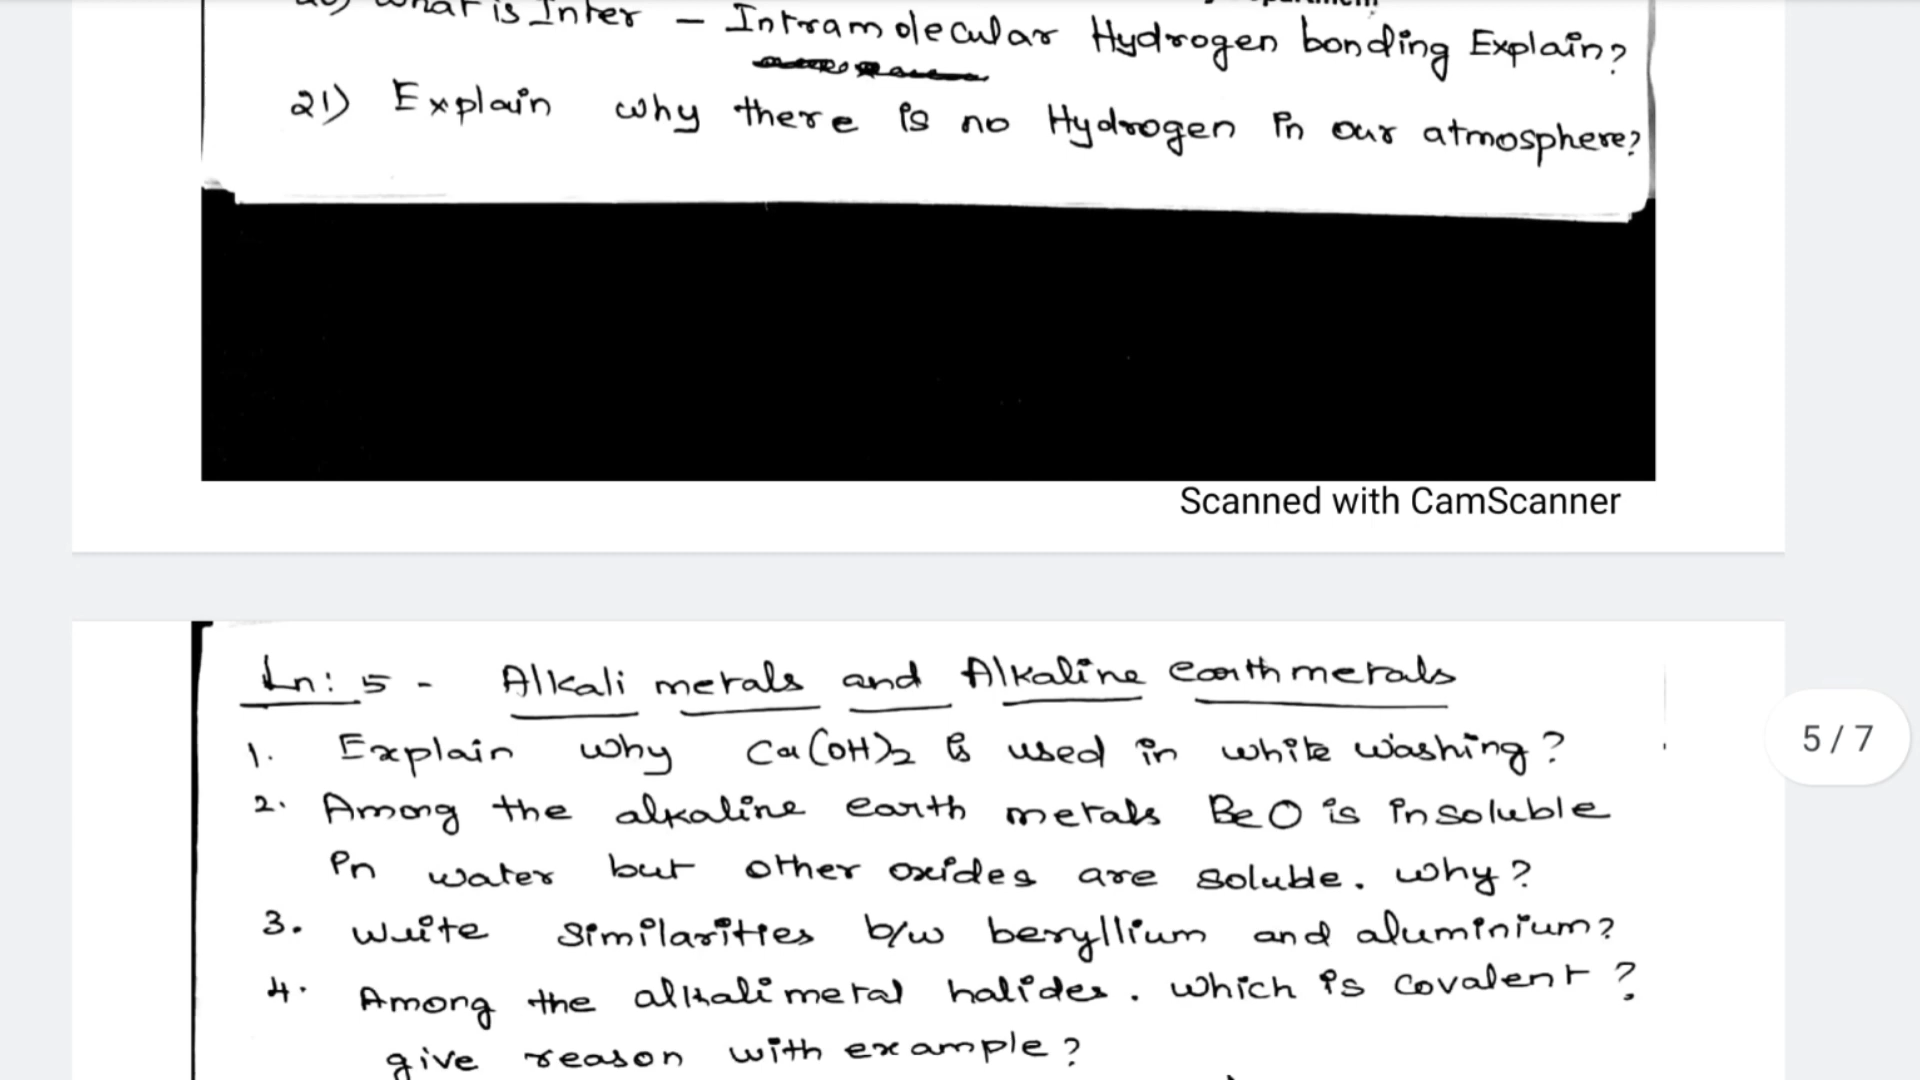 What is Inter - Intramolecular Hydrogen bonding Explain?
21) Explain why there is no Hydrogen in our atmosphere?
Scanned with CamScanner
Ln: 5 - Alkali metals and Alkaline earth metals
1. Explain why Ca(OH)2 is used in white washing?
2. Among the alkaline earth metals BeO is insoluble
in water but other oxides are soluble. why?
3. write similarities b/w beryllium and aluminium?
4. Among the alkali metal halides. which is covalent?
give reason with example?
5/7